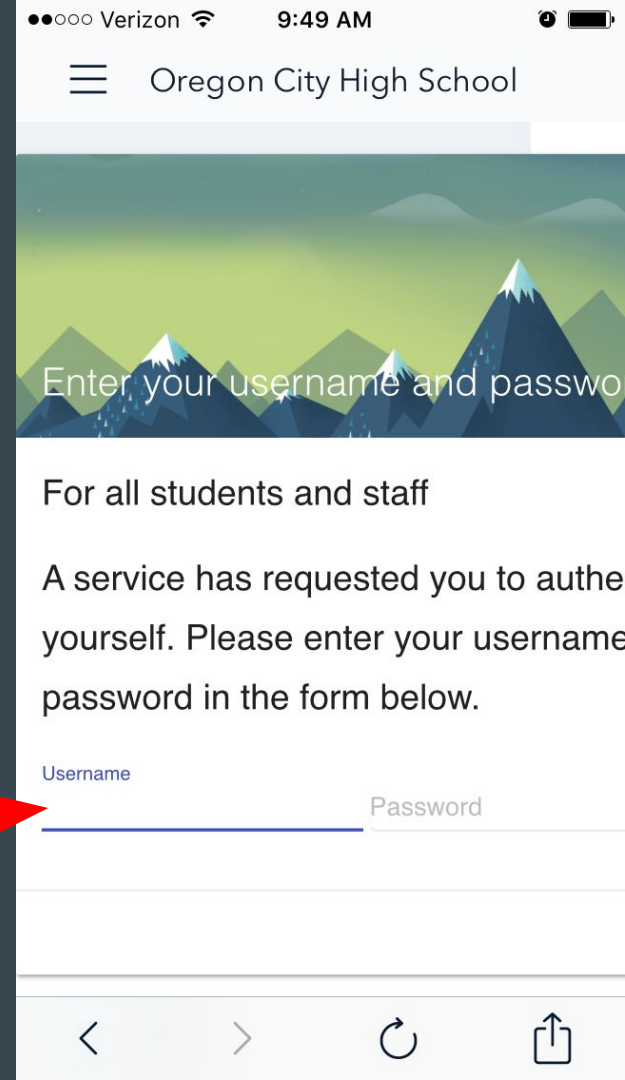 Verizon 9:49 AM
Oregon City High School
Enter your username and passwo
For all students and staff
A service has requested you to authe
yourself. Please enter your username
password in the form below.
Username
Password